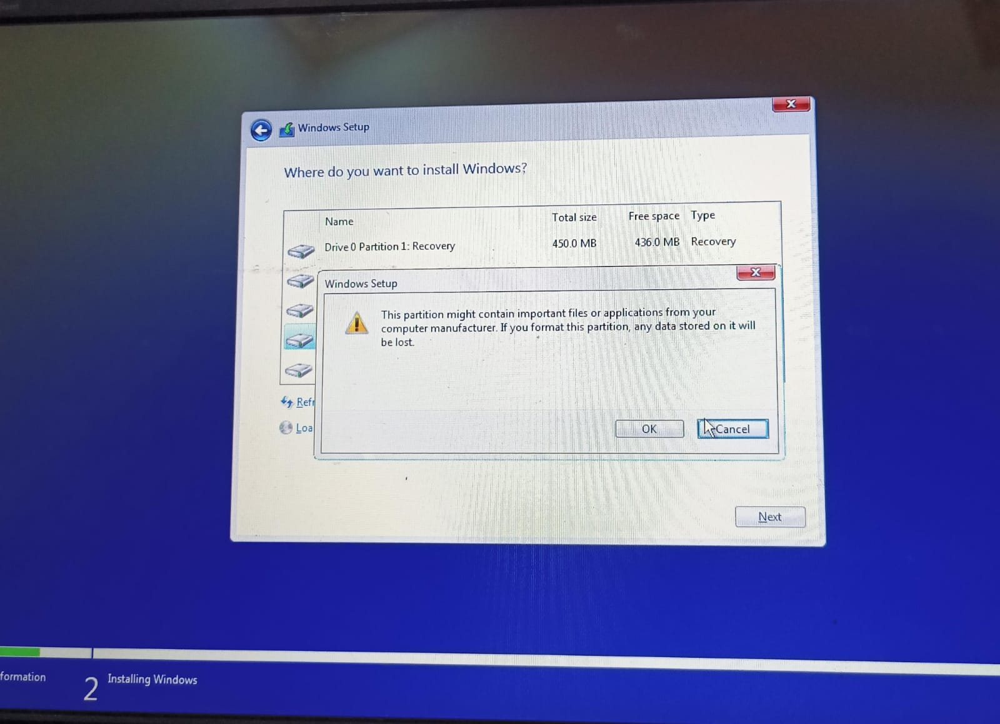 Windows Setup
Where do you want to install Windows?
Name Total size Free space Type
Drive 0 Partition 1: Recovery 450.0 MB 436.0 MB Recovery
Windows Setup
This partition might contain important files or applications from your
computer manufacturer. If you format this partition, any data stored on it will
be lost.
Refr
Loa
OK Cancel
Next
formation
2 Installing Windows